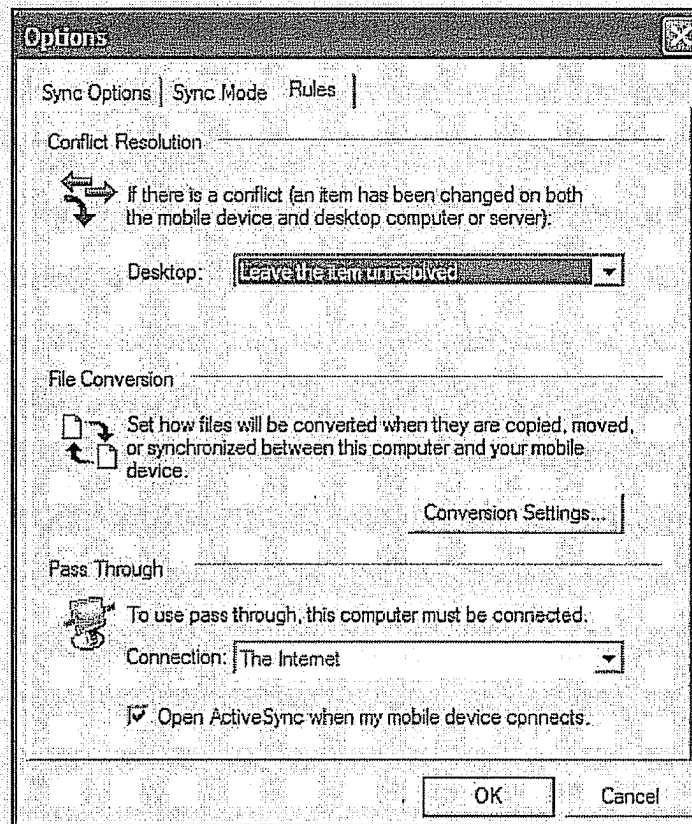 Options
Sync Options Sync Mode Rules
Conflict Resolution
If there is a conflict (an item has been changed on both
the mobile device and desktop computer or server):
Desktop: Leave the item unresolved
File Conversion
Set how files will be converted when they are copied, moved,
or synchronized between this computer and your mobile
device.
Conversion Settings...
Pass Through
To use pass through, this computer must be connected.
Connection: The Internet
Open ActiveSync when my mobile device connects.
OK Cancel